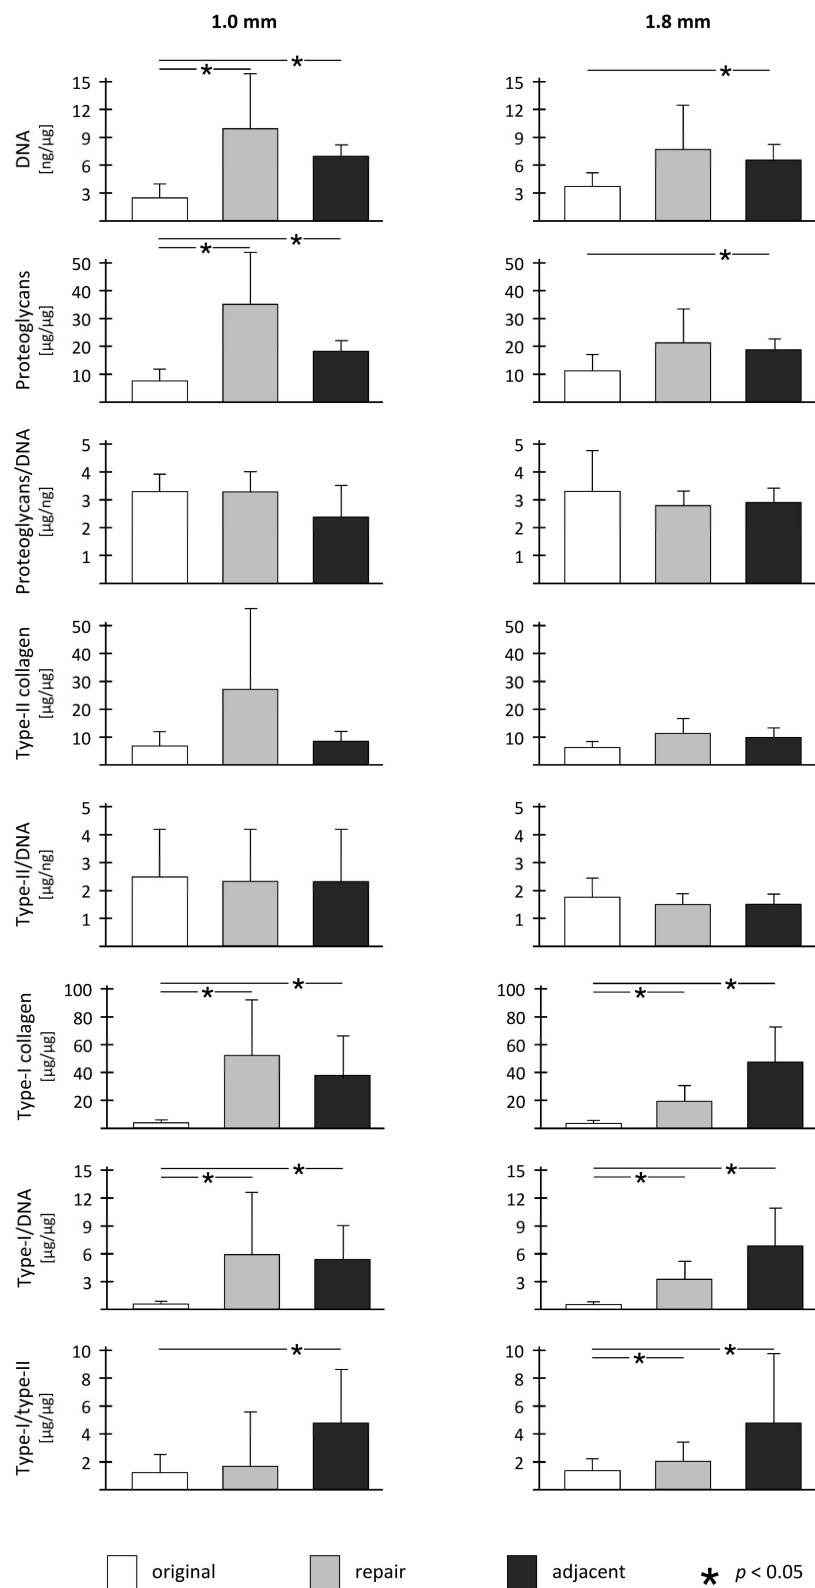 1.0 mm 1.8 mm
DNA
[ng/µg]
15 15
12 12
9 9
6 6
3 3
* * *
Proteoglycans
[µg/µg]
50 50
40 40
30 30
20 20
10 10
* * *
Proteoglycans/DNA
[µg/ng]
5 5
4 4
3 3
2 2
1 1
Type-II collagen
[µg/µg]
50 50
40 40
30 30
20 20
10 10
Type-II/DNA
[µg/ng]
5 5
4 4
3 3
2 2
1 1
Type-I collagen
[µg/µg]
100 100
80 80
60 60
40 40
20 20
* * * *
Type-I/DNA
[µg/µg]
15 15
12 12
9 9
6 6
3 3
* * * *
Type-I/type-II
[µg/µg]
10 10
8 8
6 6
4 4
2 2
* * *
original repair adjacent * p < 0.05